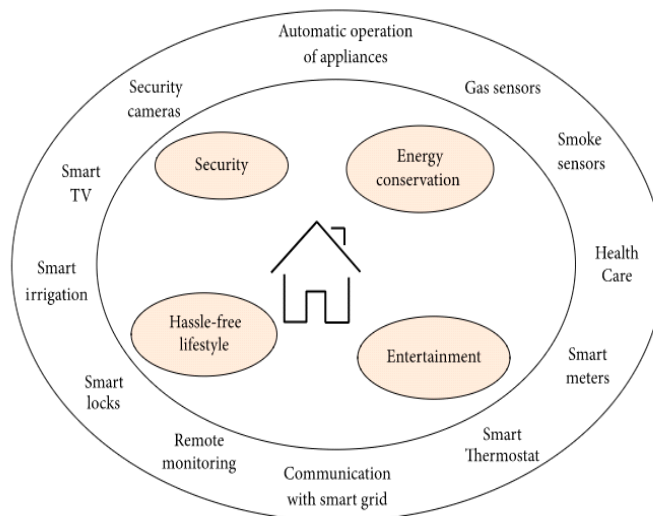 Automatic operation
of appliances
Security
cameras
Gas sensors
Smoke
sensors
Security
Energy
conservation
Smart
TV
Health
Care
Smart
irrigation
Hassle-free
lifestyle
Entertainment
Smart
meters
Smart
locks
Remote
monitoring
Smart
Thermostat
Communication
with smart grid